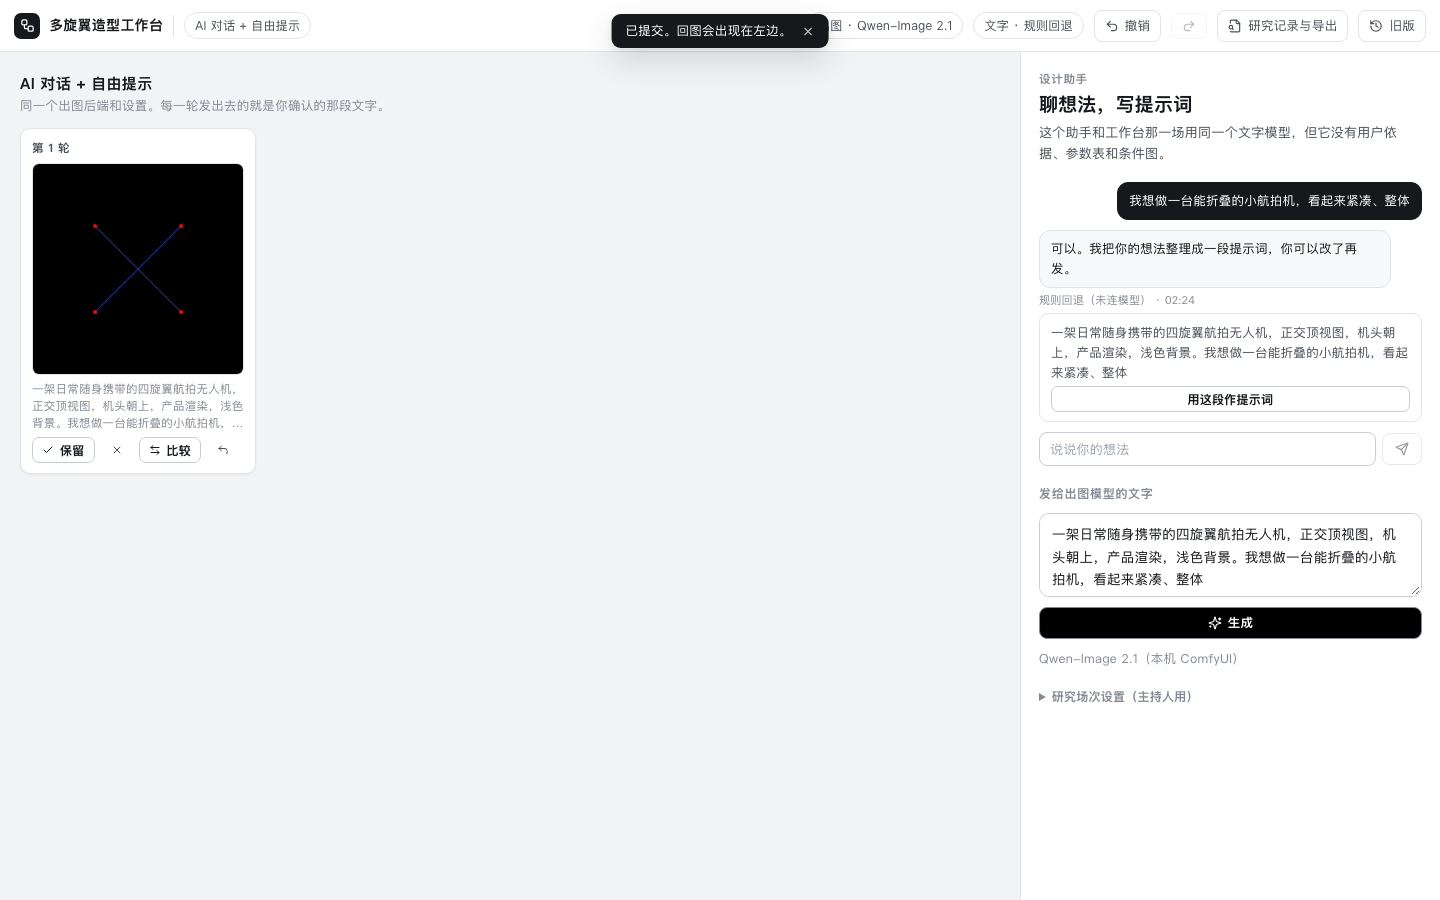 多旋翼造型工作台
AI 对话 + 自由提示
已提交。回图会出现在左边。
图 · Qwen-Image 2.1
文字 · 规则回退
撤销
研究记录与导出
旧版
AI 对话 + 自由提示
同一个出图后端和设置。每一轮发出去的就是你确认的那段文字。
第 1 轮
一架日常随身携带的四旋翼航拍无人机，
正交顶视图，机头朝上，产品渲染，浅色
背景。我想做一台能折叠的小航拍机，…
保留
比较
设计助手
聊想法，写提示词
这个助手和工作台那一场用同一个文字模型，但它没有用户依
据、参数表和条件图。
我想做一台能折叠的小航拍机，看起来紧凑、整体
可以。我把你的想法整理成一段提示词，你可以改了再
发。
规则回退（未连模型） · 02:24
一架日常随身携带的四旋翼航拍无人机，正交顶视图，机头朝
上，产品渲染，浅色背景。我想做一台能折叠的小航拍机，看起
来紧凑、整体
用这段作提示词
说说你的想法
发给出图模型的文字
一架日常随身携带的四旋翼航拍无人机，正交顶视图，机
头朝上，产品渲染，浅色背景。我想做一台能折叠的小航
拍机，看起来紧凑、整体
生成
Qwen-Image 2.1（本机 ComfyUI）
研究场次设置（主持人用）